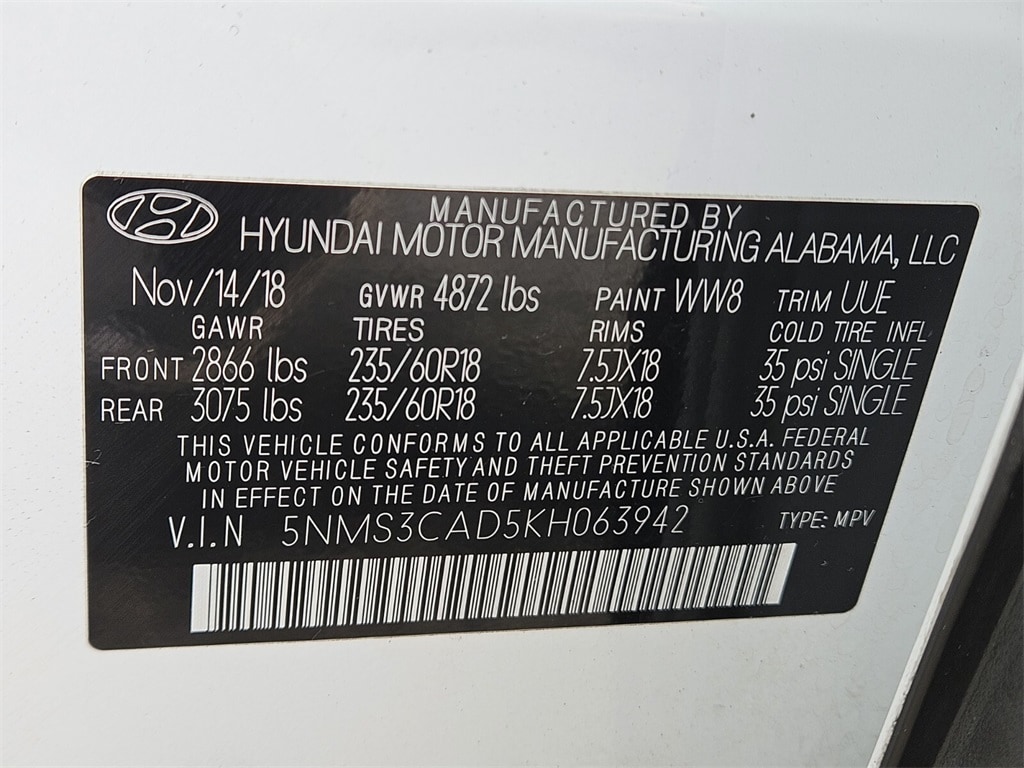 MANUFACTURED BY
HYUNDAI MOTOR MANUFACTURING ALABAMA, LLC
Nov/14/18 GVWR 4872 lbs PAINT WW8 TRIM UUE
GAWR TIRES RIMS COLD TIRE INFL
FRONT 2866 lbs 235/60R18 7.5JX18 35 psi SINGLE
REAR 3075 lbs 235/60R18 7.5JX18 35 psi SINGLE
THIS VEHICLE CONFORMS TO ALL APPLICABLE U.S.A. FEDERAL
MOTOR VEHICLE SAFETY AND THEFT PREVENTION STANDARDS
IN EFFECT ON THE DATE OF MANUFACTURE SHOWN ABOVE
V.I.N 5NMS3CAD5KH063942 TYPE: MPV